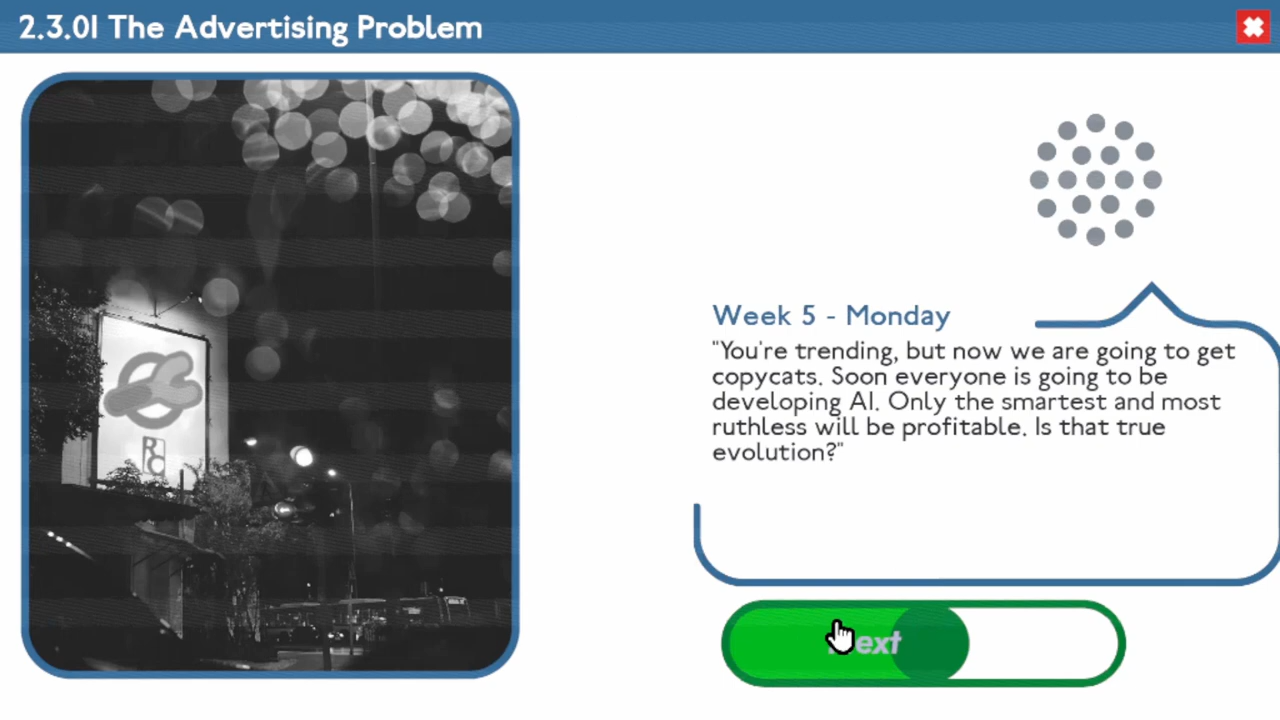 2.3.01 The Advertising Problem
Week 5 - Monday
"You're trending, but now we are going to get
copycats. Soon everyone is going to be
developing AI. Only the smartest and most
ruthless will be profitable. Is that true
evolution?"